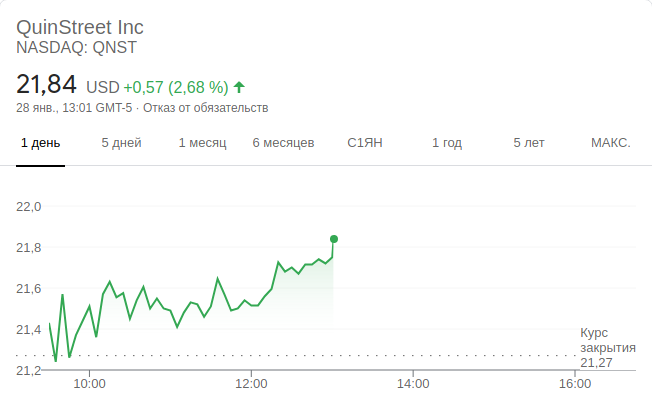 QuinStreet Inc
NASDAQ: QNST
21,84 USD +0,57 (2,68 %)
28 янв., 13:01 GMT-5 · Отказ от обязательств
1 день 5 дней 1 месяц 6 месяцев С1ЯН 1 год 5 лет МАКС.
22,0
21,8
21,6
21,4
21,2
Курс
закрытия
21,27
10:00 12:00 14:00 16:00